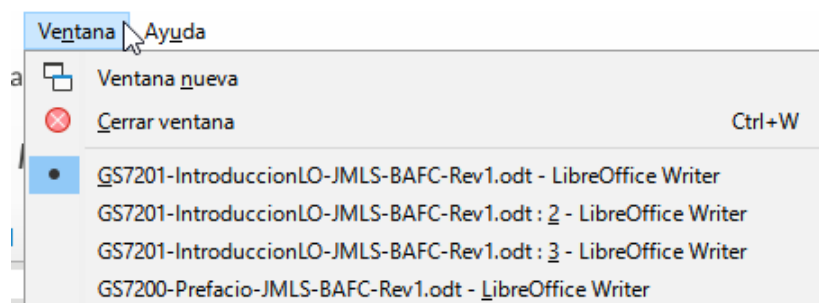 Ventana Ayuda
a
Ventana nueva
Cerrar ventana Ctrl+W
GS7201-IntroduccionLO-JMLS-BAFC-Rev1.odt - LibreOffice Writer
GS7201-IntroduccionLO-JMLS-BAFC-Rev1.odt : 2 - LibreOffice Writer
GS7201-IntroduccionLO-JMLS-BAFC-Rev1.odt : 3 - LibreOffice Writer
GS7200-Prefacio-JMLS-BAFC-Rev1.odt - LibreOffice Writer